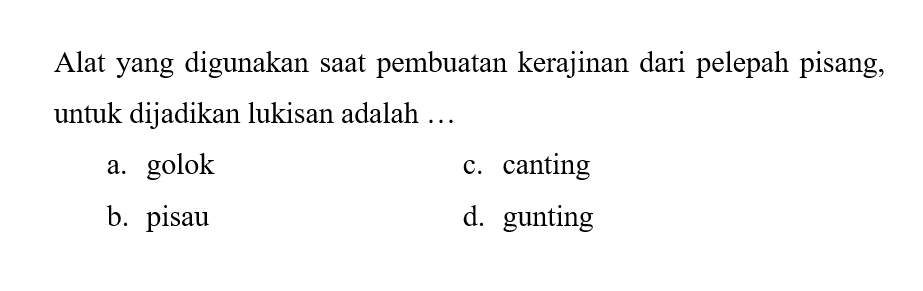 Alat yang digunakan saat pembuatan kerajinan dari pelepah pisang,
untuk dijadikan lukisan adalah …
a. golok c. canting
b. pisau d. gunting